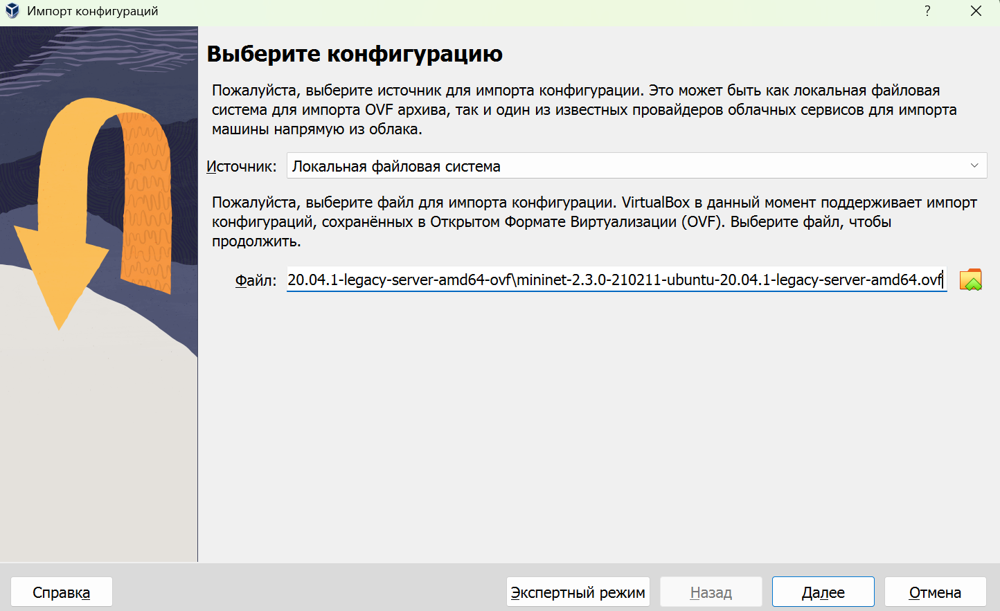 Импорт конфигураций
?
Выберите конфигурацию
Пожалуйста, выберите источник для импорта конфигурации. Это может быть как локальная файловая
система для импорта OVF архива, так и один из известных провайдеров облачных сервисов для импорта
машины напрямую из облака.
Источник: Локальная файловая система
Пожалуйста, выберите файл для импорта конфигурации. VirtualBox в данный момент поддерживает импорт
конфигураций, сохранённых в Открытом Формате Виртуализации (OVF). Выберите файл, чтобы
продолжить.
Файл: 20.04.1-legacy-server-amd64-ovf\mininet-2.3.0-210211-ubuntu-20.04.1-legacy-server-amd64.ovf
Справка Экспертный режим Назад Далее Отмена